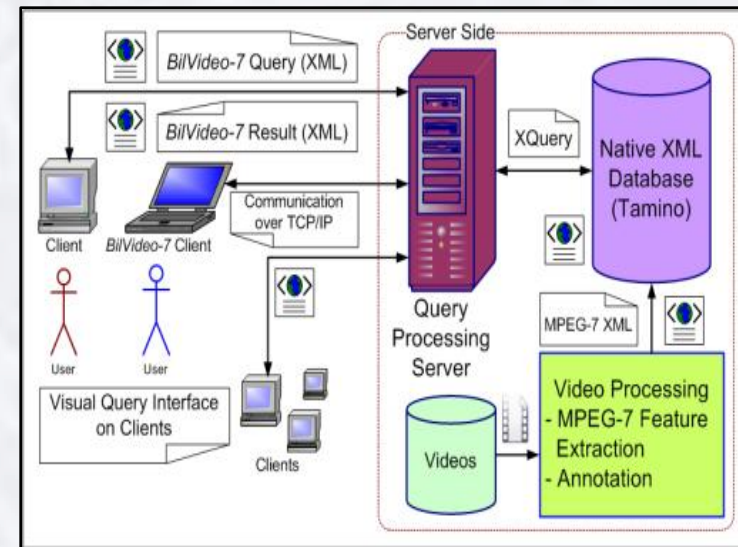 Server Side
BilVideo-7 Query (XML)
BilVideo-7 Result (XML)
XQuery
Native XML
Database
(Tamino)
Communication
over TCP/IP
Client
BilVideo-7 Client
Query
Processing
Server
MPEG-7 XML
User
User
Visual Query Interface
on Clients
Clients
Videos
Video Processing
- MPEG-7 Feature
Extraction
- Annotation